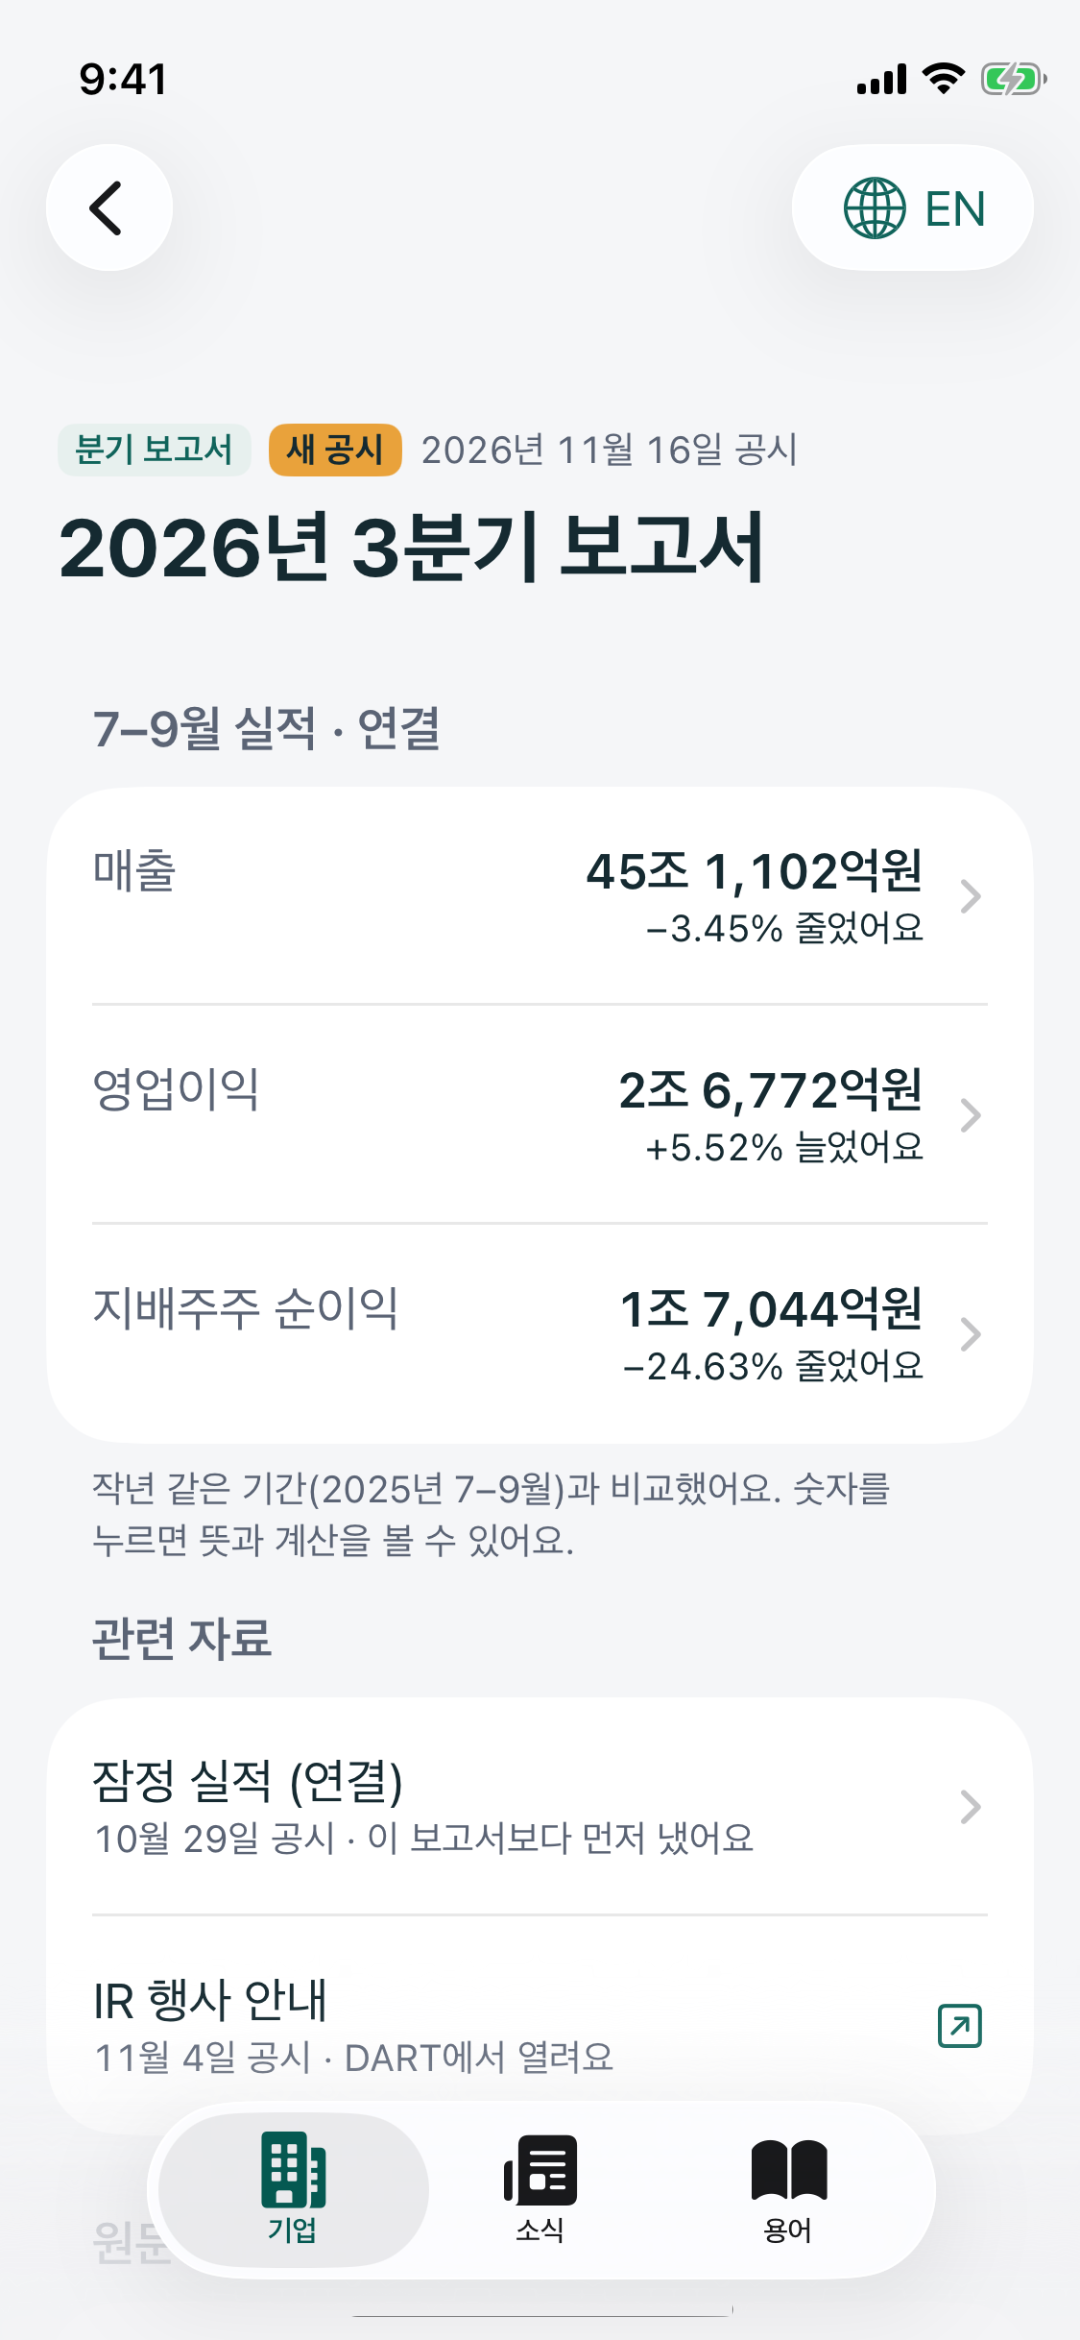 9:41
EN
분기 보고서 새 공시 2026년 11월 16일 공시
2026년 3분기 보고서
7–9월 실적 · 연결
매출
45조 1,102억원
–3.45% 줄었어요
영업이익
2조 6,772억원
+5.52% 늘었어요
지배주주 순이익
1조 7,044억원
–24.63% 줄었어요
작년 같은 기간(2025년 7–9월)과 비교했어요. 숫자를
누르면 뜻과 계산을 볼 수 있어요.
관련 자료
잠정 실적 (연결)
10월 29일 공시 · 이 보고서보다 먼저 냈어요
IR 행사 안내
11월 4일 공시 · DART에서 열려요
기업
소식
용어